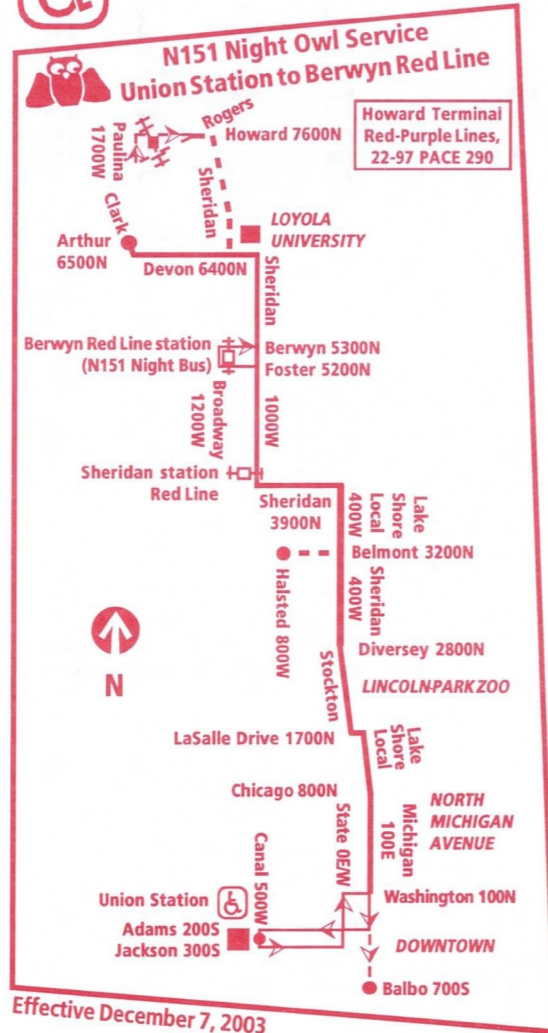 N151 Night Owl Service
Union Station to Berwyn Red Line
Howard Terminal
Red-Purple Lines,
22-97 PACE 290
Rogers
Howard 7600N
Paulina
1700W
Clark
Sheridan
LOYOLA
UNIVERSITY
Arthur
6500N
Devon 6400N
Sheridan
Berwyn Red Line station
(N151 Night Bus)
Berwyn 5300N
Foster 5200N
Broadway
1200W
1000W
Sheridan station
Red Line
Sheridan
3900N
Lake
Shore
Local
400W
Belmont 3200N
Halsted 800W
Sheridan
400W
Diversey 2800N
N
Stockton
LINCOLN PARK ZOO
LaSalle Drive 1700N
Lake
Shore
Local
Chicago 800N
NORTH
MICHIGAN
AVENUE
Michigan
100E
State 0E/W
Canal 500W
Union Station
Washington 100N
Adams 200S
Jackson 300S
DOWNTOWN
Balbo 700S
Effective December 7, 2003